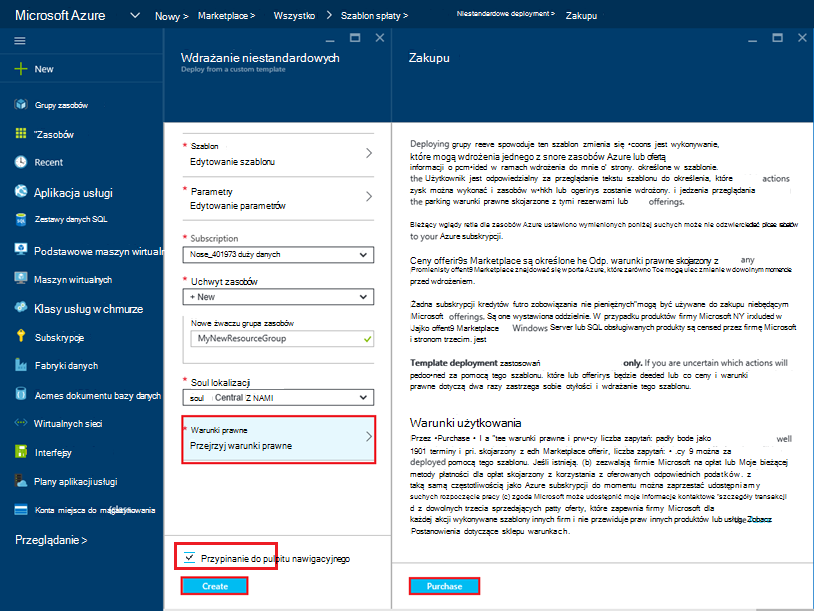 Microsoft Azure
Nowy >
Marketplace >
Wszystko
Szablon spłaty >
Niestandardowe deployment >
Zakupu
New
Grupy zasobów
"Zasobów
Recent
Aplikacja usługi
Zestawy danych SQL
Podstawowe maszyn wirtualn
Maszyn wirtualnych
Klasy usług w chmurze
Subskrypcje
Fabryki danych
Acmes dokumentu bazy danych
Wirtualnych sieci
Interfejsy
Plany aplikacji usługi
Konta miejsca do magazynowania
Przeglądanie >
Wdrażanie niestandardowych
Deploy from a custom template
* Szablon
Edytowanie szablonu
* Parametry
Edytowanie parametrów
* Subscription
Nose_401973 duży danych
* Uchwyt zasobów
+ New
Nowe zwaczu grupa zasobów
MyNewResourceGroup
* Soul lokalizacji
soul Central Z NAMI
* Warunki prawne
Przejrzyj warunki prawne
Przypinanie do pulpitu nawigacyjnego
Create
Zakupu
Deploying grupy reeve spowoduje ten szablon zmienia się •coons jest wykonywanie,
które mogą wdrożenia jednego z snore zasobów Azure lub ofertą
informacji o pcm•ided w ramach wdrożenia do mnie o' strony. określone w szablonie.
the Użytkownik jest odpowiedzialny za przeglądanie tekstu szablonu do określenia, które actions
zysk można wykonać i zasobów w•hkh lub ogerirys zostanie wdrożony. i jedzenia przeglądania
the parking warunki prawne skojarzone z tymi rezerwami lub offerings.
Bieżący względy retle dla zasobów Azure ustawiono wymienionych poniżej suchych może nie odzwierciedlać
to your Azure subskrypcji.
Ceny offerir9s Marketplace są określone he Odp. warunki prawne skojarzony z any
Promienisty offent9 Marketplace znajdować się w porta Azure, które zarówno Toe mogą ulec zmianie w dowolnym momencie
przed wdrożeniem.
Żadna subskrypcji kredytów futro zobowiązania nie pieniężnych"mogą być używane do zakupu niebędącym
Microsoft offerings. Są one wystawiona oddzielnie. W przypadku produktów firmy Microsoft NY irxluded w
Jajko offent9 Marketplace Windows Server lub SQL obsługiwanych produkty są censed przez firmę Microsoft
i stronom trzecim. jest
Template deployment zastosowań only. If you are uncertain which actions will
pedoo•ned za pomocą tego szablonu. które lub offerirys będzie deeded lub co ceny i warunki
prawne dotyczą dwa razy zastrzega sobie otyłości i wdrażanie tego szablonu.
Warunki użytkowania
Przez •Purchase • I a "tee warunki prawne i prw•cy liczba zapytań: padly bode jako well
1901 terminy i pri. skojarzony z edh Marketplace offerir, liczba zapytań: • .cy 9 można za
deployed pomocą tego szablonu. Jeśli istnieją. (b) zezwalają firmie Microsoft na opłat lub Moje bieżącej
metody płatności dla opłat skojarzony z korzystania z oferowanych odpowiednich podatków. z
taką samą częstotliwością jako Azure subskrypcji do momentu można zaprzestać udostępniamy
suchych rozpoczęcie pracy (c) zgoda Microsoft może udostępnić moje informacje kontaktowe "szczegóły transakcji
d z dowolnych trzecia sprzedających patty oferty, które zapewnia firmy Microsoft dla
każdej akcji wykonywane szablony innych firm i nie przewiduje praw innych produktów lub usług. Zobacz
Postanowienia dotyczące sklepu warunkach.
Purchase